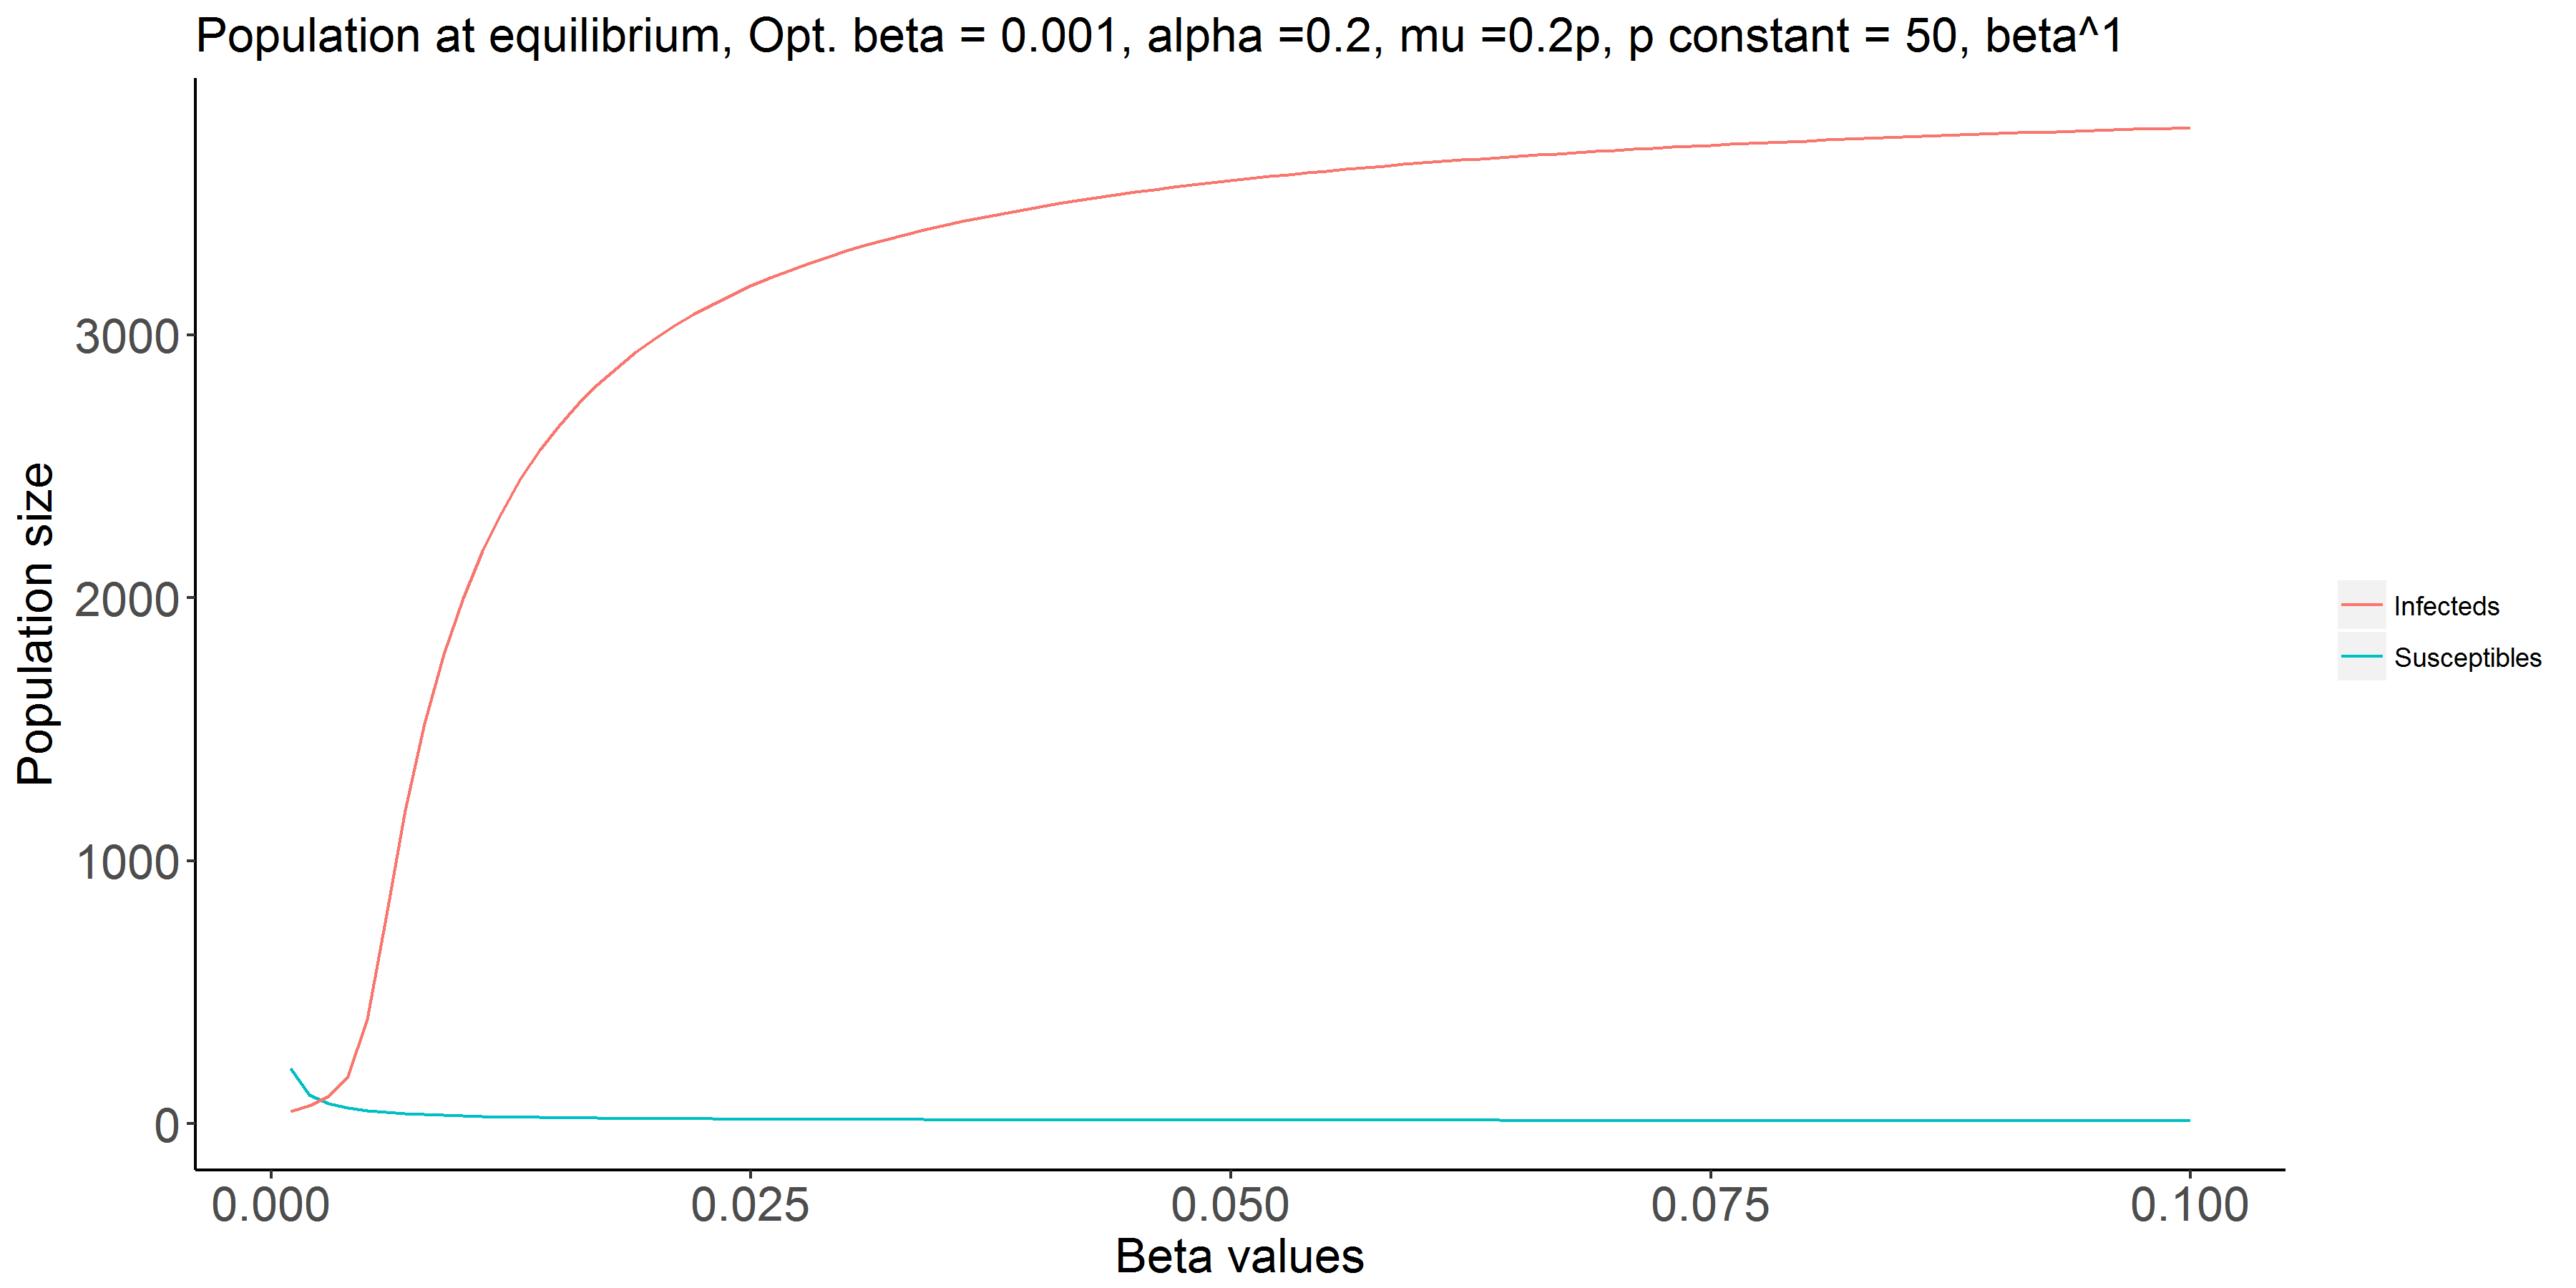 Population at equilibrium, Opt. beta = 0.001, alpha =0.2, mu =0.2p, p constant = 50, beta^1
Population size
3000
2000
1000
0
0.000 0.025 0.050 0.075 0.100
Beta values
Infecteds
Susceptibles